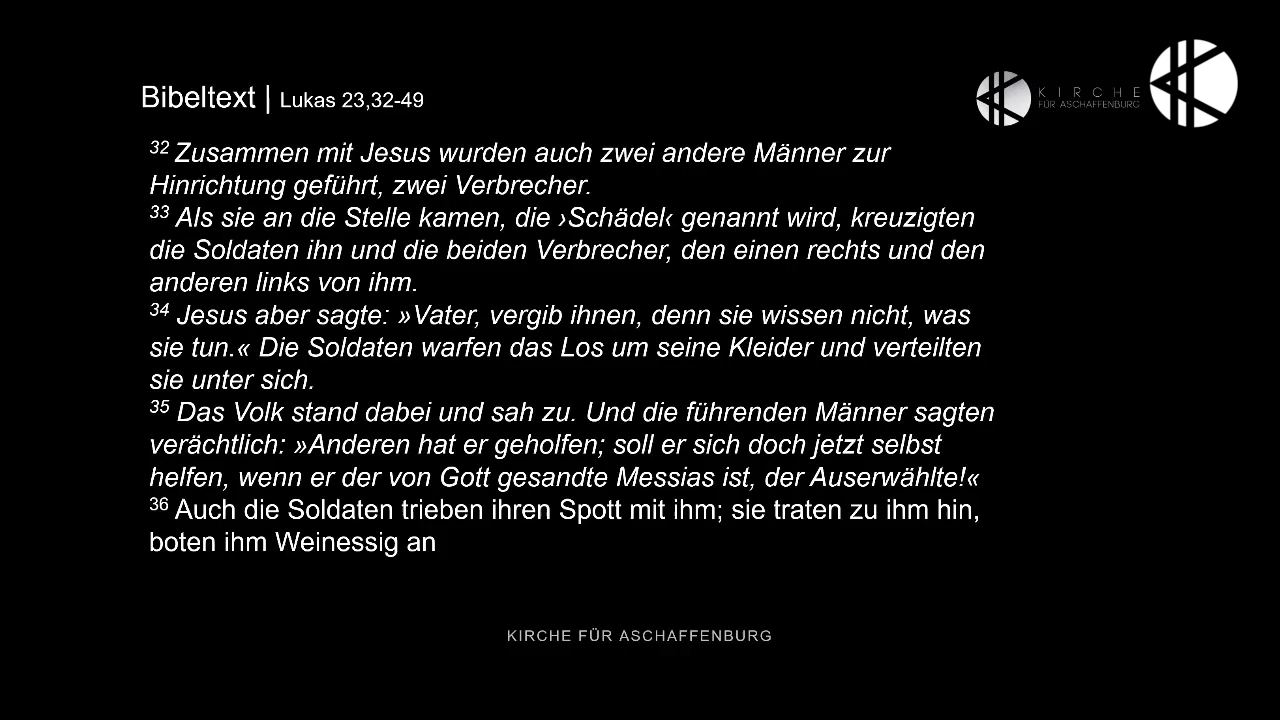 Bibeltext | Lukas 23,32-49
KIRCHE
FÜR ASCHAFFENBURG
32 Zusammen mit Jesus wurden auch zwei andere Männer zur
Hinrichtung geführt, zwei Verbrecher.
33 Als sie an die Stelle kamen, die ›Schädel‹ genannt wird, kreuzigten
die Soldaten ihn und die beiden Verbrecher, den einen rechts und den
anderen links von ihm.
34 Jesus aber sagte: »Vater, vergib ihnen, denn sie wissen nicht, was
sie tun.« Die Soldaten warfen das Los um seine Kleider und verteilten
sie unter sich.
35 Das Volk stand dabei und sah zu. Und die führenden Männer sagten
verächtlich: »Anderen hat er geholfen; soll er sich doch jetzt selbst
helfen, wenn er der von Gott gesandte Messias ist, der Auserwählte!«
36 Auch die Soldaten trieben ihren Spott mit ihm; sie traten zu ihm hin,
boten ihm Weinessig an
KIRCHE FÜR ASCHAFFENBURG